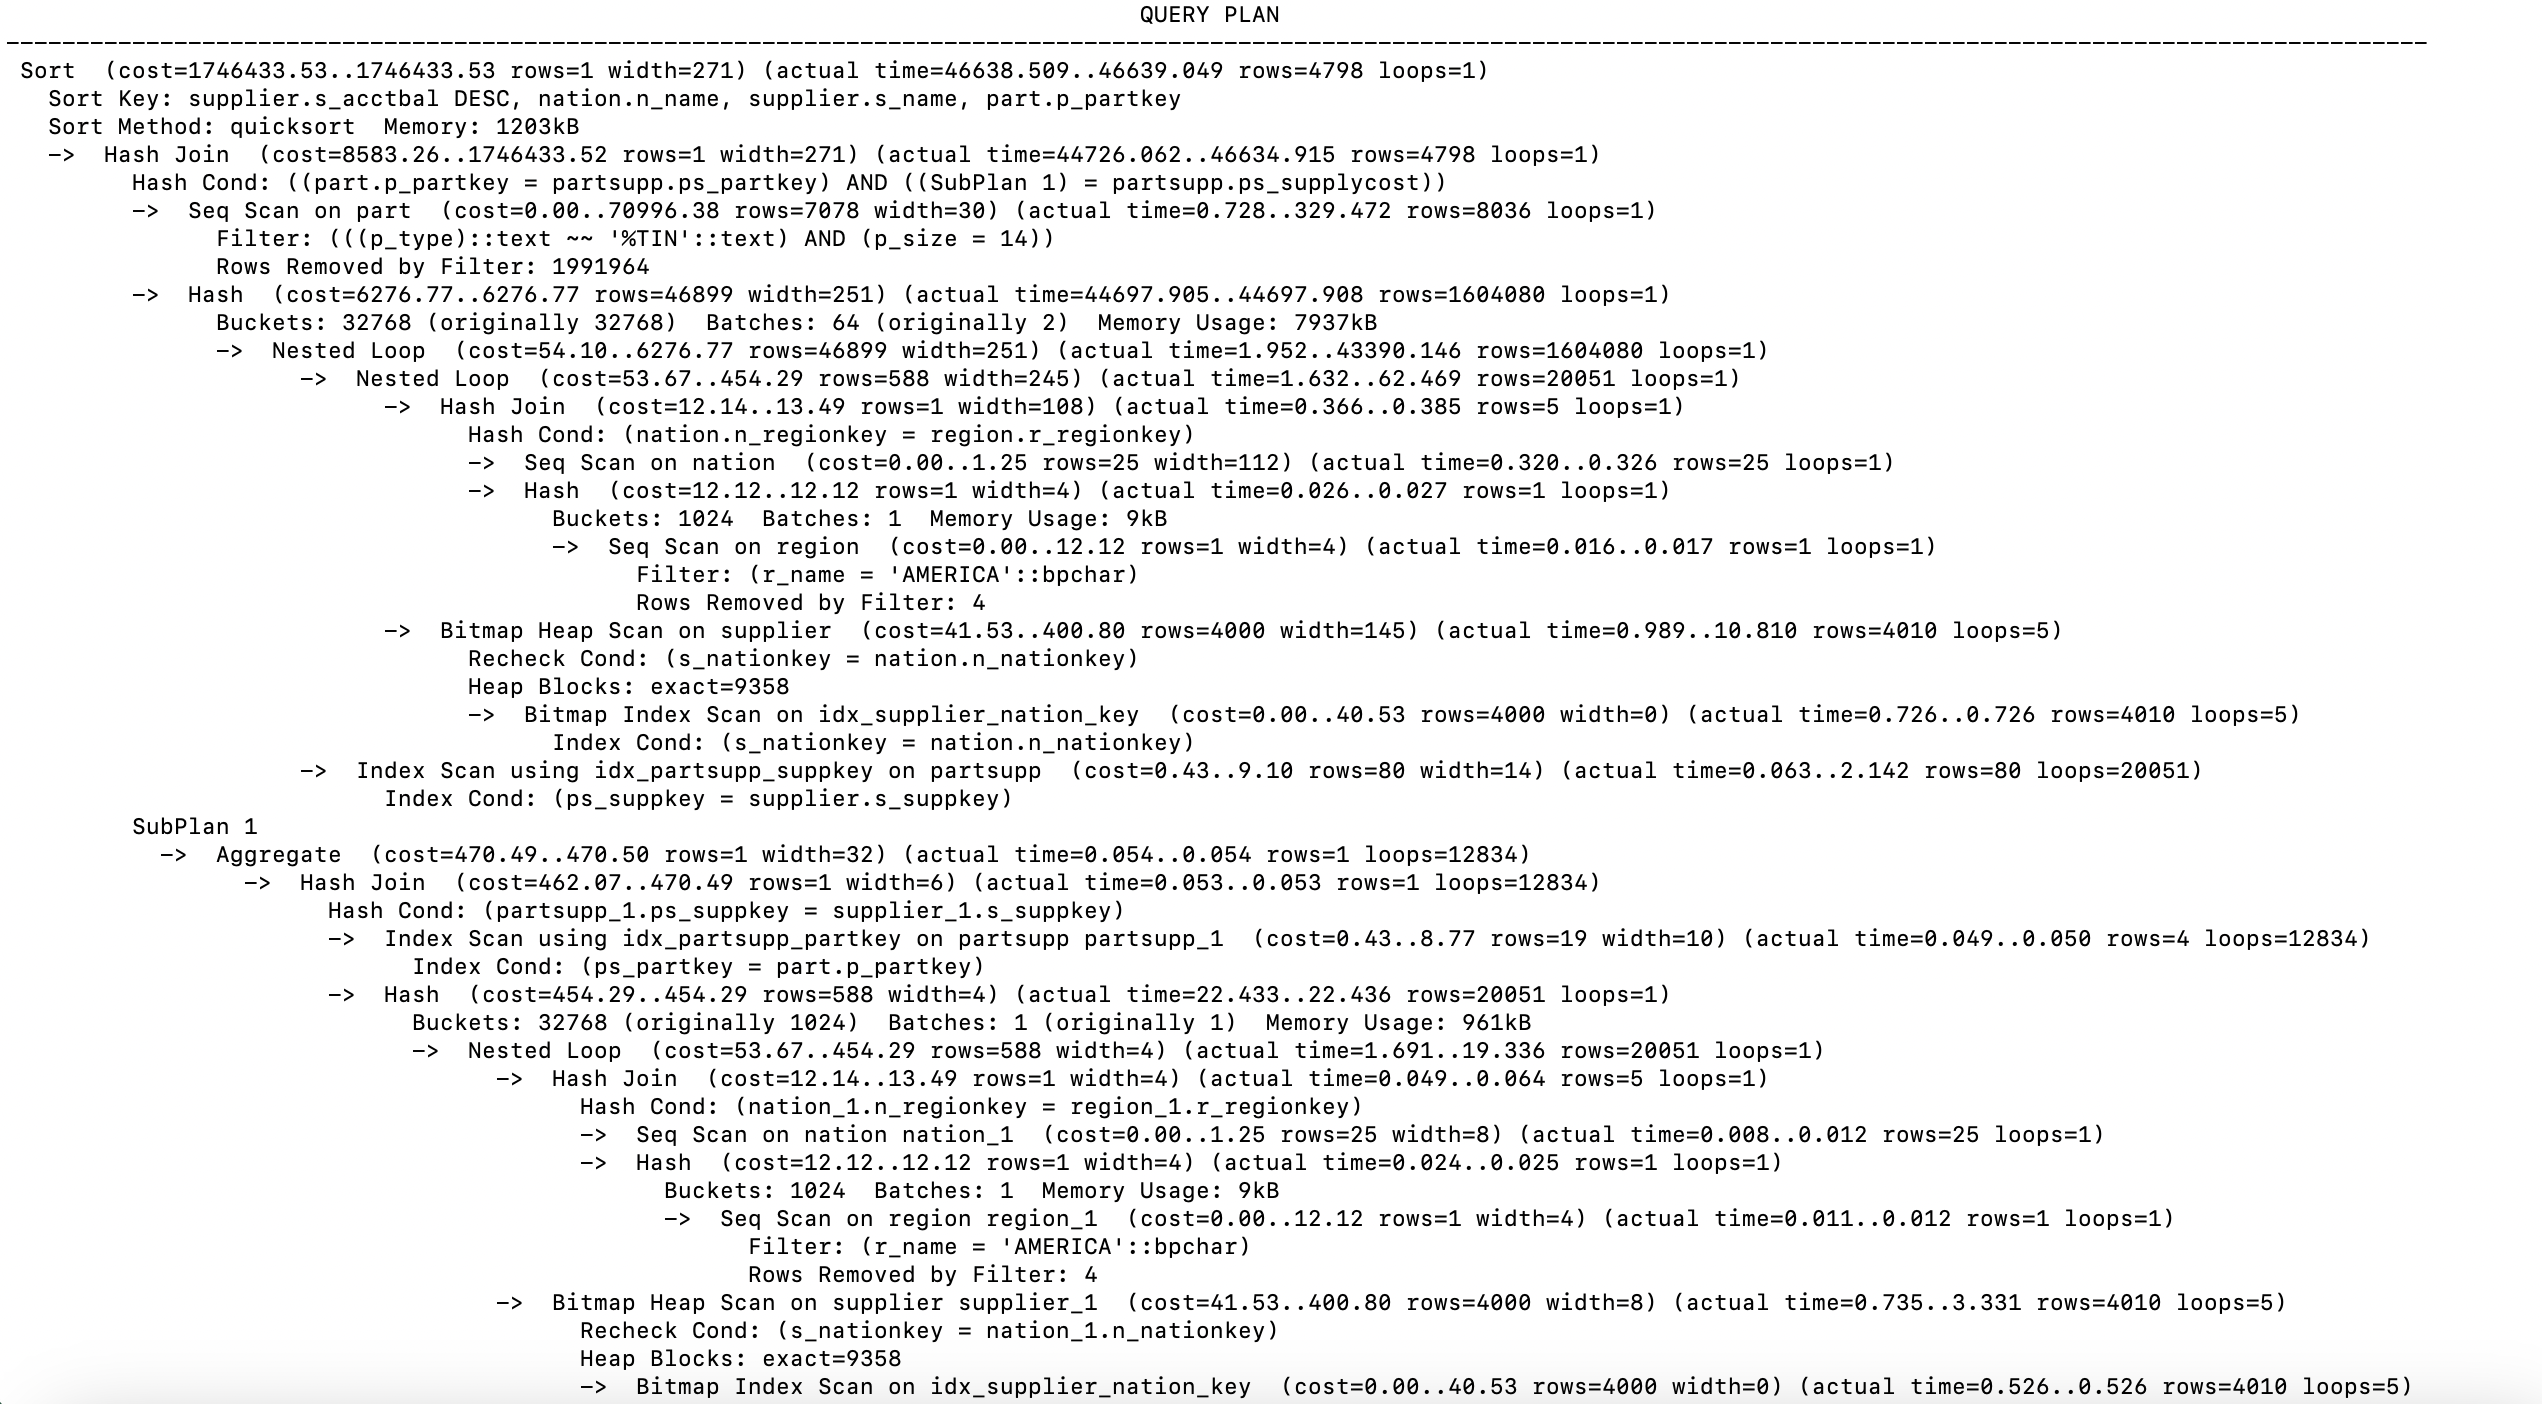 QUERY PLAN
-----------------------------------------------------------------------------------------------------------------------------------------------------------------------------
Sort  (cost=1746433.53..1746433.53 rows=1 width=271) (actual time=46638.509..46639.049 rows=4798 loops=1)
  Sort Key: supplier.s_acctbal DESC, nation.n_name, supplier.s_name, part.p_partkey
  Sort Method: quicksort  Memory: 1203kB
  ->  Hash Join  (cost=8583.26..1746433.52 rows=1 width=271) (actual time=44726.062..46634.915 rows=4798 loops=1)
        Hash Cond: ((part.p_partkey = partsupp.ps_partkey) AND ((SubPlan 1) = partsupp.ps_supplycost))
        ->  Seq Scan on part  (cost=0.00..70996.38 rows=7078 width=30) (actual time=0.728..329.472 rows=8036 loops=1)
              Filter: (((p_type)::text ~~ '%TIN'::text) AND (p_size = 14))
              Rows Removed by Filter: 1991964
        ->  Hash  (cost=6276.77..6276.77 rows=46899 width=251) (actual time=44697.905..44697.908 rows=1604080 loops=1)
              Buckets: 32768 (originally 32768)  Batches: 64 (originally 2)  Memory Usage: 7937kB
              ->  Nested Loop  (cost=54.10..6276.77 rows=46899 width=251) (actual time=1.952..43390.146 rows=1604080 loops=1)
                    ->  Nested Loop  (cost=53.67..454.29 rows=588 width=245) (actual time=1.632..62.469 rows=20051 loops=1)
                          ->  Hash Join  (cost=12.14..13.49 rows=1 width=108) (actual time=0.366..0.385 rows=5 loops=1)
                                Hash Cond: (nation.n_regionkey = region.r_regionkey)
                                ->  Seq Scan on nation  (cost=0.00..1.25 rows=25 width=112) (actual time=0.320..0.326 rows=25 loops=1)
                                ->  Hash  (cost=12.12..12.12 rows=1 width=4) (actual time=0.026..0.027 rows=1 loops=1)
                                      Buckets: 1024  Batches: 1  Memory Usage: 9kB
                                      ->  Seq Scan on region  (cost=0.00..12.12 rows=1 width=4) (actual time=0.016..0.017 rows=1 loops=1)
                                            Filter: (r_name = 'AMERICA'::bpchar)
                                            Rows Removed by Filter: 4
                          ->  Bitmap Heap Scan on supplier  (cost=41.53..400.80 rows=4000 width=145) (actual time=0.989..10.810 rows=4010 loops=5)
                                Recheck Cond: (s_nationkey = nation.n_nationkey)
                                Heap Blocks: exact=9358
                                ->  Bitmap Index Scan on idx_supplier_nation_key  (cost=0.00..40.53 rows=4000 width=0) (actual time=0.726..0.726 rows=4010 loops=5)
                                      Index Cond: (s_nationkey = nation.n_nationkey)
                    ->  Index Scan using idx_partsupp_suppkey on partsupp  (cost=0.43..9.10 rows=80 width=14) (actual time=0.063..2.142 rows=80 loops=20051)
                          Index Cond: (ps_suppkey = supplier.s_suppkey)
        SubPlan 1
          ->  Aggregate  (cost=470.49..470.50 rows=1 width=32) (actual time=0.054..0.054 rows=1 loops=12834)
                ->  Hash Join  (cost=462.07..470.49 rows=1 width=6) (actual time=0.053..0.053 rows=1 loops=12834)
                      Hash Cond: (partsupp_1.ps_suppkey = supplier_1.s_suppkey)
                      ->  Index Scan using idx_partsupp_partkey on partsupp partsupp_1  (cost=0.43..8.77 rows=19 width=10) (actual time=0.049..0.050 rows=4 loops=12834)
                            Index Cond: (ps_partkey = part.p_partkey)
                      ->  Hash  (cost=454.29..454.29 rows=588 width=4) (actual time=22.433..22.436 rows=20051 loops=1)
                            Buckets: 32768 (originally 1024)  Batches: 1 (originally 1)  Memory Usage: 961kB
                            ->  Nested Loop  (cost=53.67..454.29 rows=588 width=4) (actual time=1.691..19.336 rows=20051 loops=1)
                                  ->  Hash Join  (cost=12.14..13.49 rows=1 width=4) (actual time=0.049..0.064 rows=5 loops=1)
                                        Hash Cond: (nation_1.n_regionkey = region_1.r_regionkey)
                                        ->  Seq Scan on nation nation_1  (cost=0.00..1.25 rows=25 width=8) (actual time=0.008..0.012 rows=25 loops=1)
                                        ->  Hash  (cost=12.12..12.12 rows=1 width=4) (actual time=0.024..0.025 rows=1 loops=1)
                                              Buckets: 1024  Batches: 1  Memory Usage: 9kB
                                              ->  Seq Scan on region region_1  (cost=0.00..12.12 rows=1 width=4) (actual time=0.011..0.012 rows=1 loops=1)
                                                    Filter: (r_name = 'AMERICA'::bpchar)
                                                    Rows Removed by Filter: 4
                                  ->  Bitmap Heap Scan on supplier supplier_1  (cost=41.53..400.80 rows=4000 width=8) (actual time=0.735..3.331 rows=4010 loops=5)
                                        Recheck Cond: (s_nationkey = nation_1.n_nationkey)
                                        Heap Blocks: exact=9358
                                        ->  Bitmap Index Scan on idx_supplier_nation_key  (cost=0.00..40.53 rows=4000 width=0) (actual time=0.526..0.526 rows=4010 loops=5)